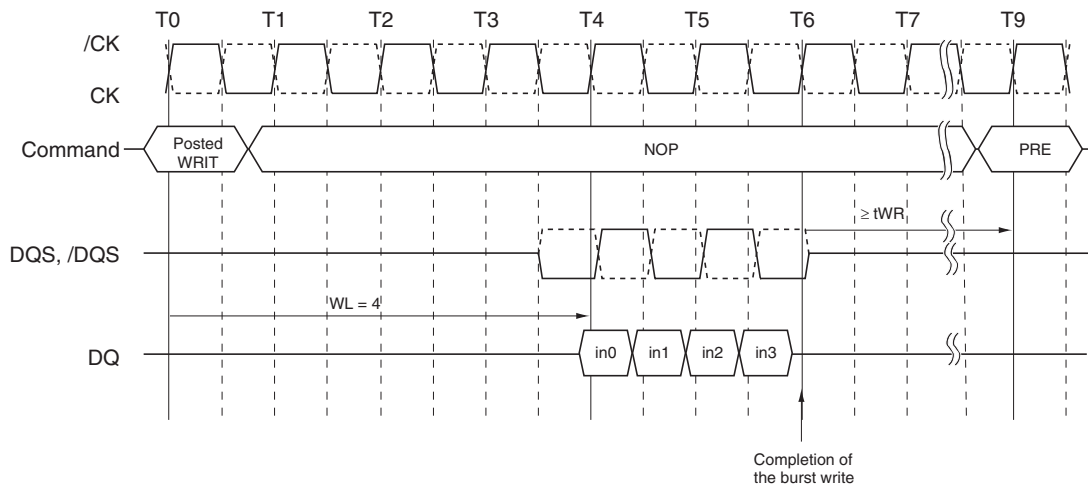 T0 T1 T2 T3 T4 T5 T6 T7 T9
/CK
CK
Command
Posted
WRIT
NOP
PRE
≥ tWR
DQS, /DQS
WL = 4
DQ
in0 in1 in2 in3
Completion of
the burst write